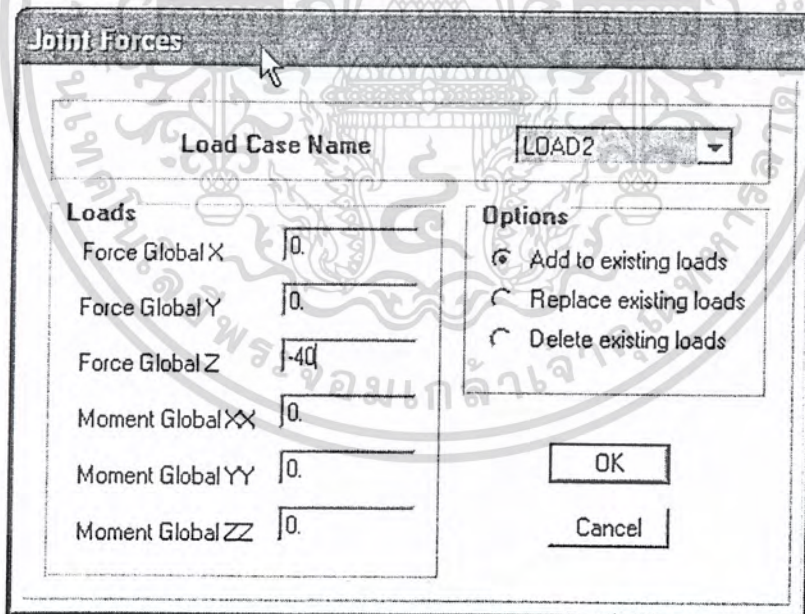 Joint Forces
Load Case Name
LOAD2
Loads
Force Global X
0.
Force Global Y
0.
Force Global Z
-40
Moment Global XX
0.
Moment Global YY
0.
Moment Global ZZ
0.
Options
Add to existing loads
Replace existing loads
Delete existing loads
OK
Cancel